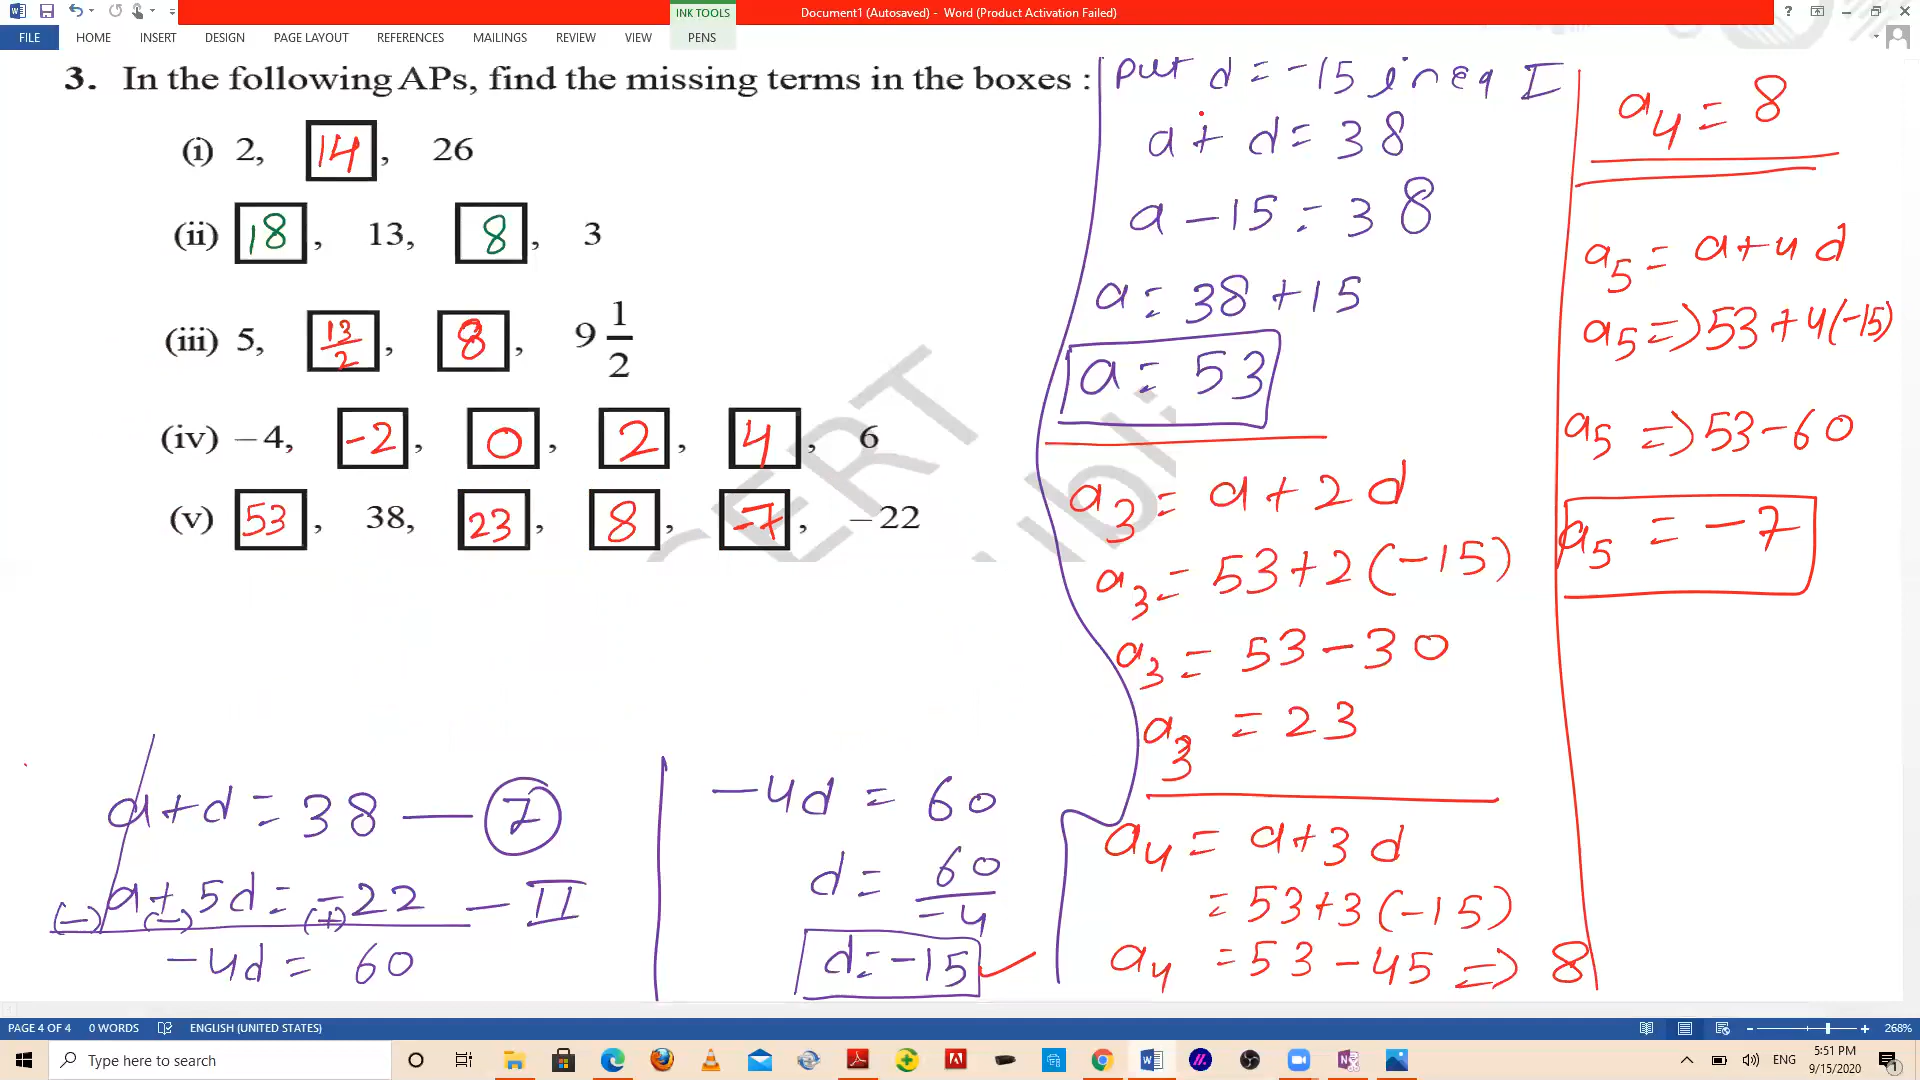 INK TOOLS
Document1 (Autosaved) - Word (Product Activation Failed)
FILE HOME INSERT DESIGN PAGE LAYOUT REFERENCES MAILINGS REVIEW VIEW PENS
3. In the following APs, find the missing terms in the boxes :
(i) 2, 14, 26
(ii) 18, 13, 8, 3
(iii) 5, 13/2, 8, 9 1/2
(iv) −4, -2, 0, 2, 4, 6
(v) 53, 38, 23, 8, -7, −22
a+d = 38 — I
a+5d = -22 — II
(-) (-) (+)
-4d = 60
-4d = 60
d = 60/-4
d = -15
put d = -15 in eq I
a + d = 38
a - 15 = 38
a = 38 + 15
a = 53
a3 = a + 2d
a3 = 53 + 2(-15)
a3 = 53 - 30
a3 = 23
a4 = a + 3d
= 53 + 3(-15)
a4 = 53 - 45 => 8
a4 = 8
a5 = a + 4d
a5 => 53 + 4(-15)
a5 => 53 - 60
a5 = -7
PAGE 4 OF 4 0 WORDS ENGLISH (UNITED STATES) 268%
Type here to search
ENG
5:51 PM
9/15/2020